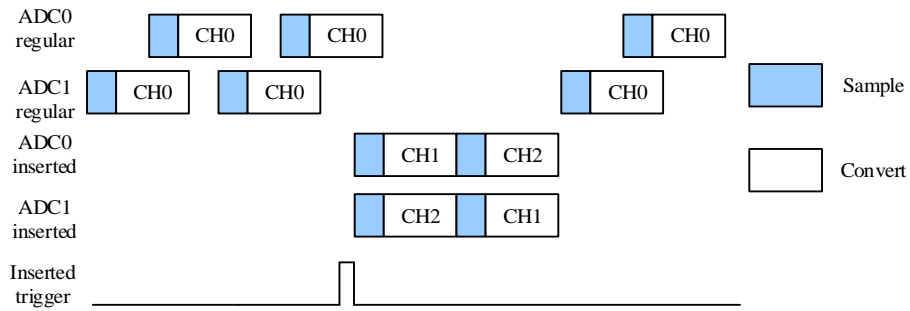 ADC0
regular
CH0 CH0 CH0
ADC1
regular
CH0 CH0 CH0
Sample
ADC0
inserted
CH1 CH2
Convert
ADC1
inserted
CH2 CH1
Inserted
trigger